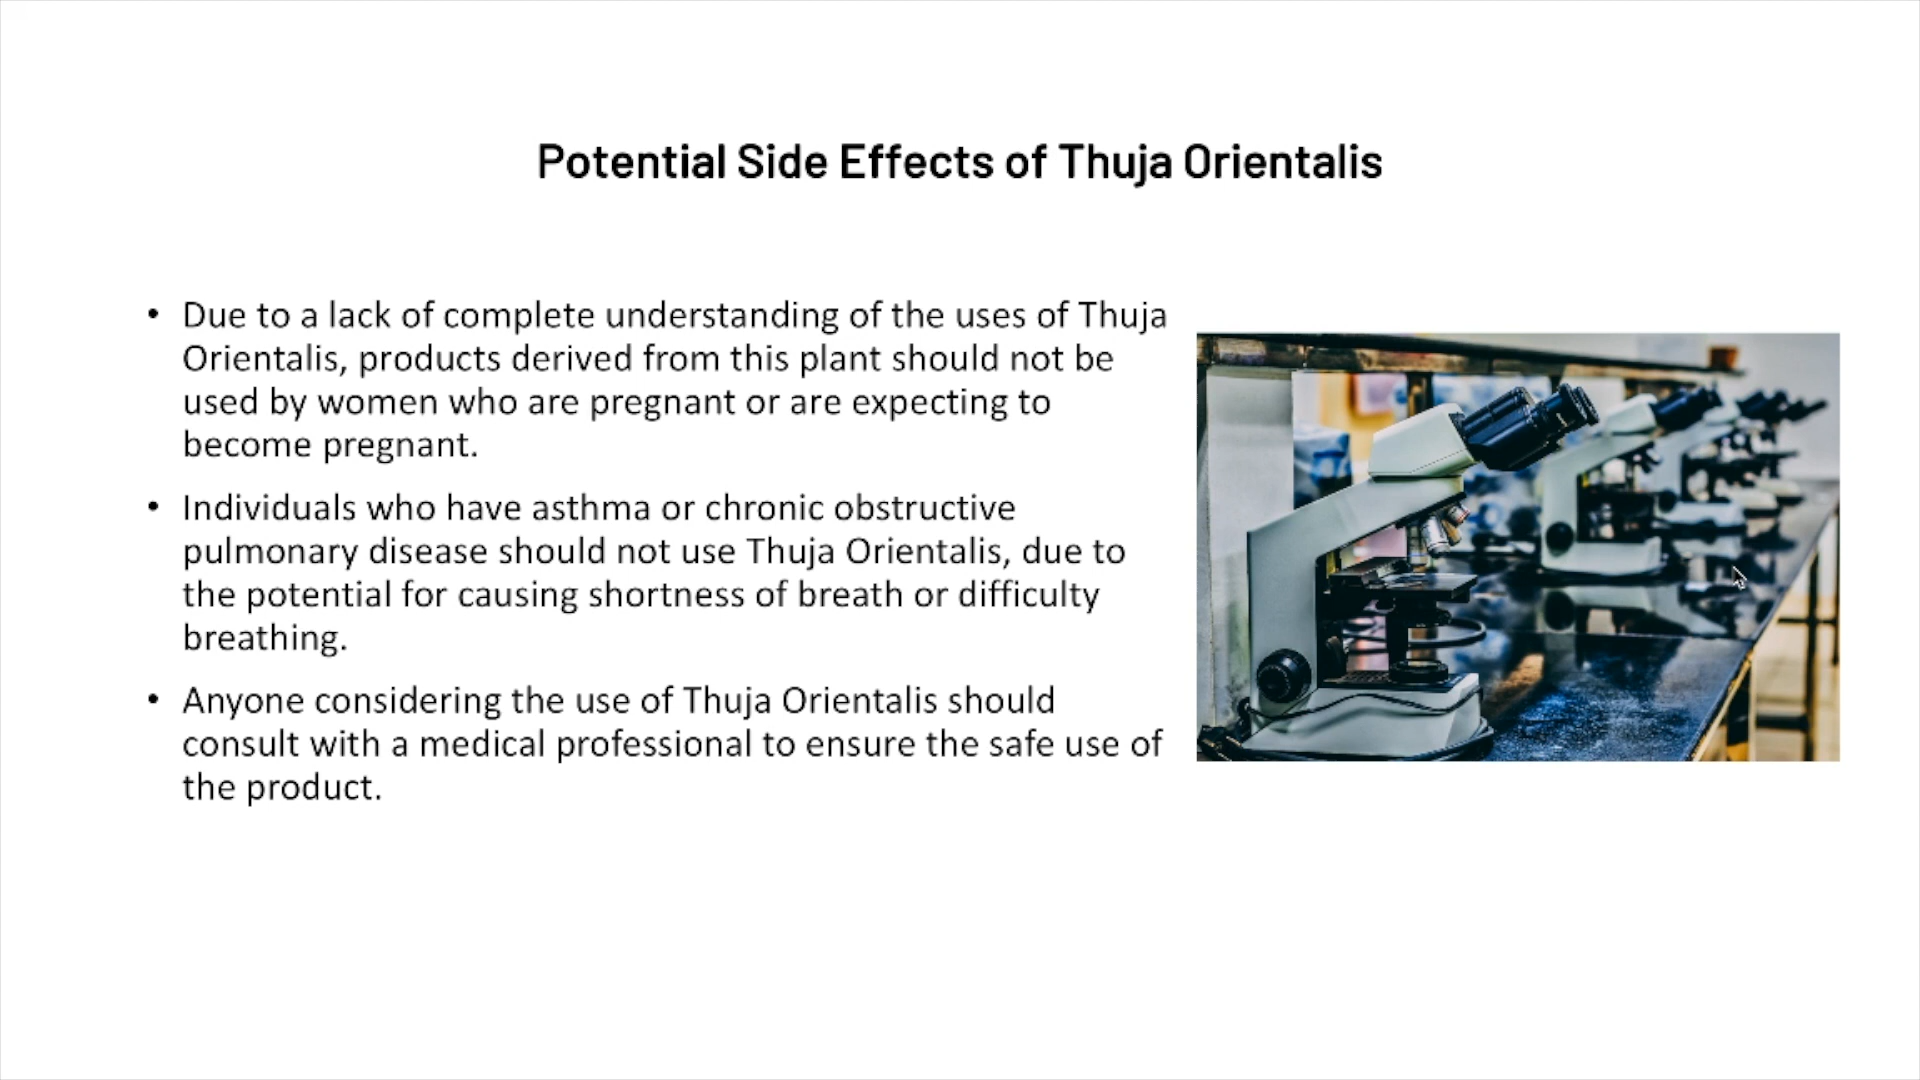 Potential Side Effects of Thuja Orientalis
• Due to a lack of complete understanding of the uses of Thuja
Orientalis, products derived from this plant should not be
used by women who are pregnant or are expecting to
become pregnant.
• Individuals who have asthma or chronic obstructive
pulmonary disease should not use Thuja Orientalis, due to
the potential for causing shortness of breath or difficulty
breathing.
• Anyone considering the use of Thuja Orientalis should
consult with a medical professional to ensure the safe use of
the product.